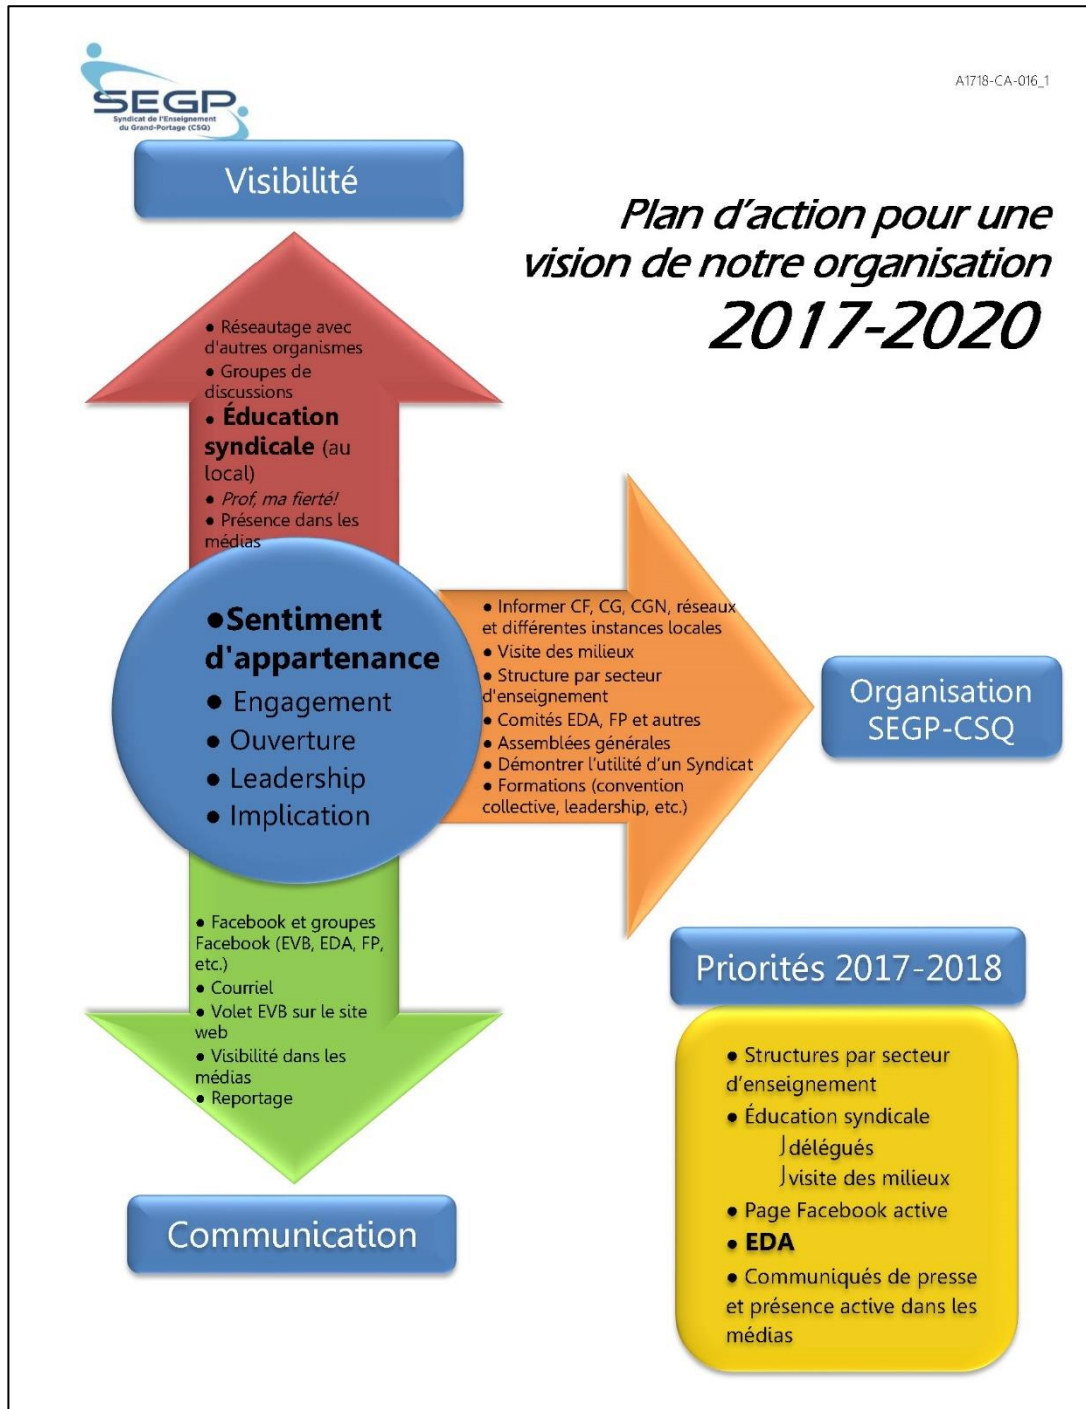 SEGP
Syndicat de l'Enseignement
du Grand-Portage (CSQ)
A1718-CA-016_1
Visibilité
Plan d'action pour une
vision de notre organisation
2017-2020
● Réseautage avec
d'autres organismes
● Groupes de
discussions
● Éducation
syndicale (au
local)
● Prof, ma fierté!
● Présence dans les
médias
●Sentiment
d'appartenance
● Engagement
● Ouverture
● Leadership
● Implication
● Informer CF, CG, CGN, réseaux
et différentes instances locales
● Visite des milieux
● Structure par secteur
d'enseignement
● Comités EDA, FP et autres
● Assemblées générales
● Démontrer l'utilité d'un Syndicat
● Formations (convention
collective, leadership, etc.)
Organisation
SEGP-CSQ
● Facebook et groupes
Facebook (EVB, EDA, FP,
etc.)
● Courriel
● Volet EVB sur le site
web
● Visibilité dans les
médias
● Reportage
Communication
Priorités 2017-2018
● Structures par secteur
d'enseignement
● Éducation syndicale
⌡délégués
⌡visite des milieux
● Page Facebook active
● EDA
● Communiqués de presse
et présence active dans les
médias